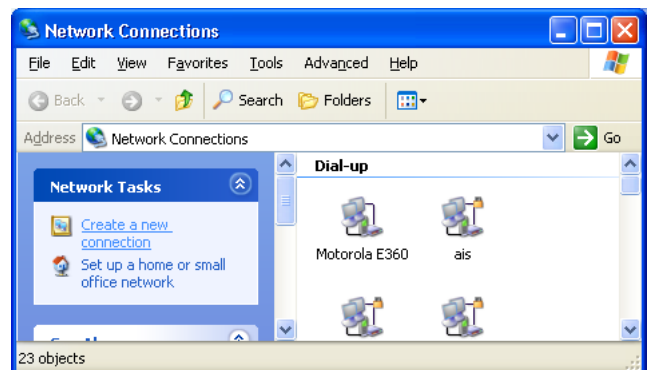 Network Connections
File Edit View Favorites Tools Advanced Help
Back Search Folders
Address Network Connections Go
Dial-up
Network Tasks
Create a new
connection
Set up a home or small
office network
Motorola E360 ais
23 objects